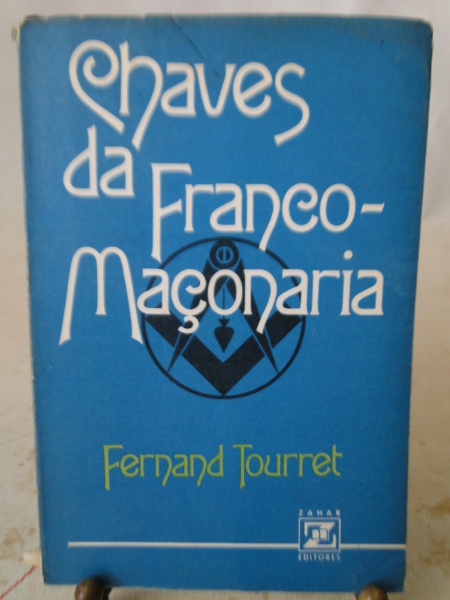 Chaves
da
Franco-
Maçonaria
Fernand Tourret
ZAHAR
EDITORES